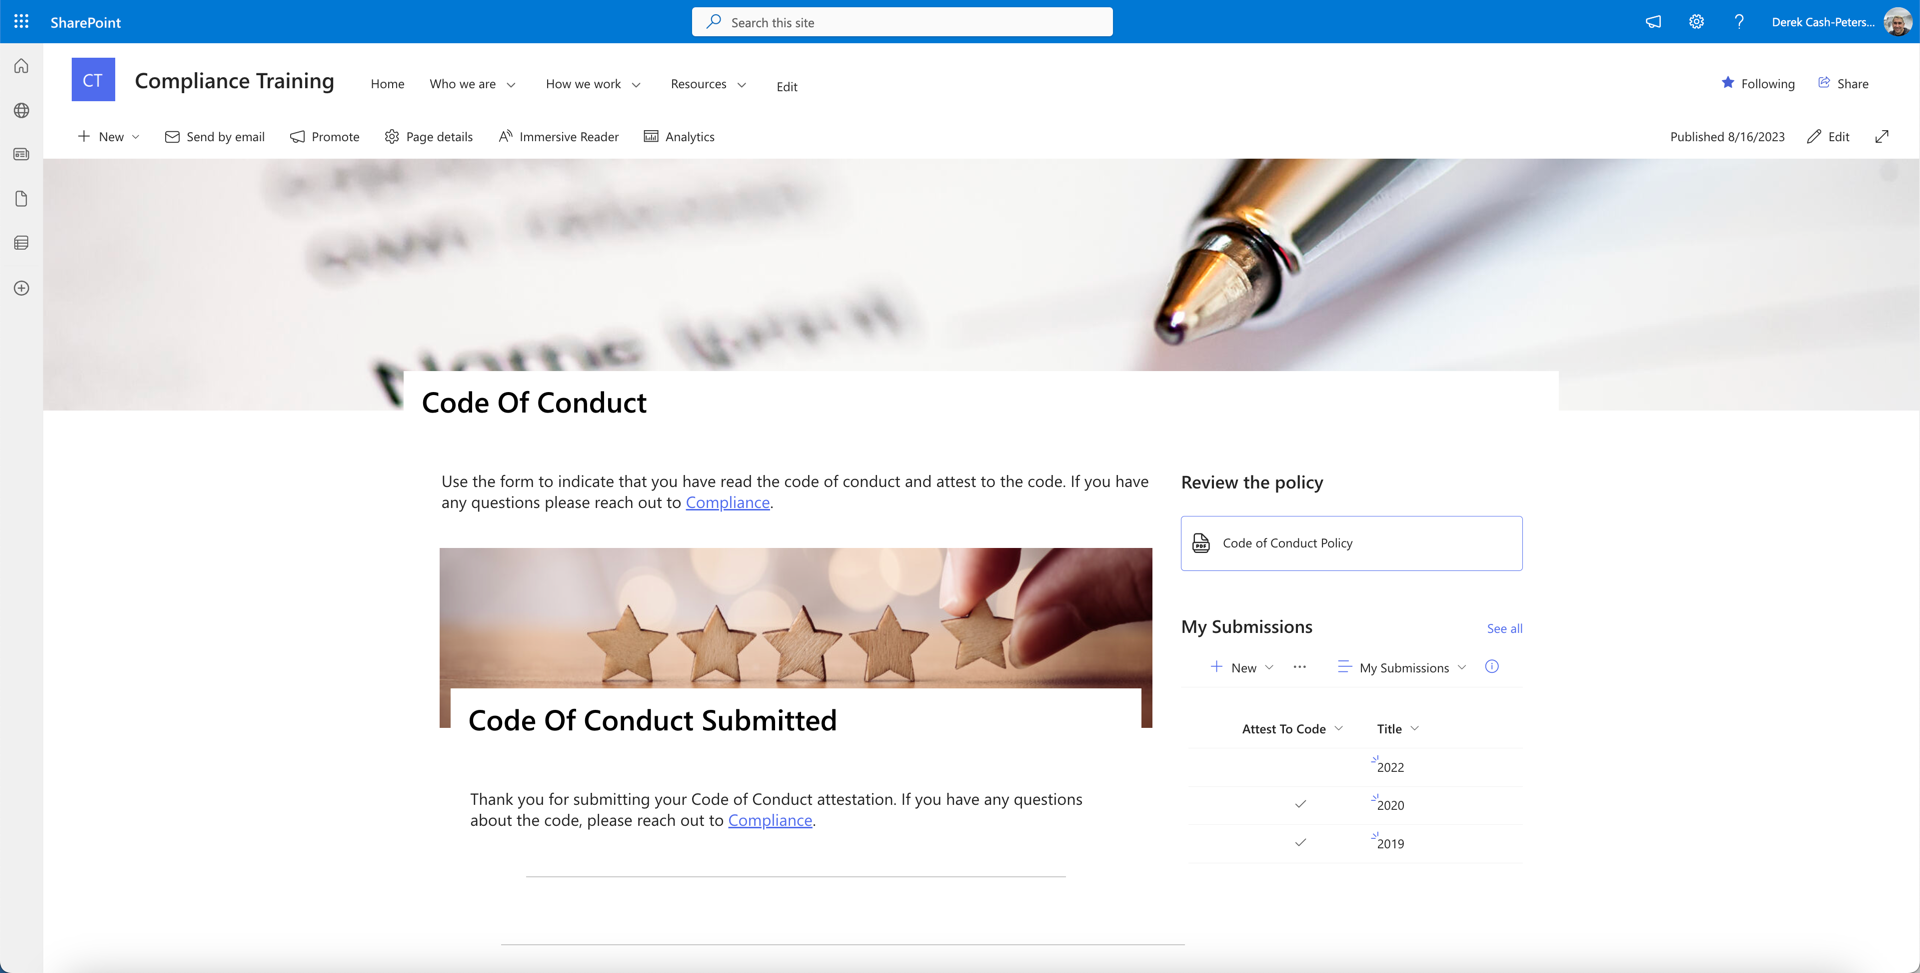 SharePoint
Search this site
Derek Cash-Peters...
CT
Compliance Training
Home
Who we are
How we work
Resources
Edit
Following
Share
New
Send by email
Promote
Page details
Immersive Reader
Analytics
Published 8/16/2023
Edit
Name
Code Of Conduct
Use the form to indicate that you have read the code of conduct and attest to the code. If you have
any questions please reach out to Compliance.
Review the policy
PDF
Code of Conduct Policy
Code Of Conduct Submitted
Thank you for submitting your Code of Conduct attestation. If you have any questions
about the code, please reach out to Compliance.
My Submissions
See all
New
My Submissions
Attest To Code
Title
2022
2020
2019